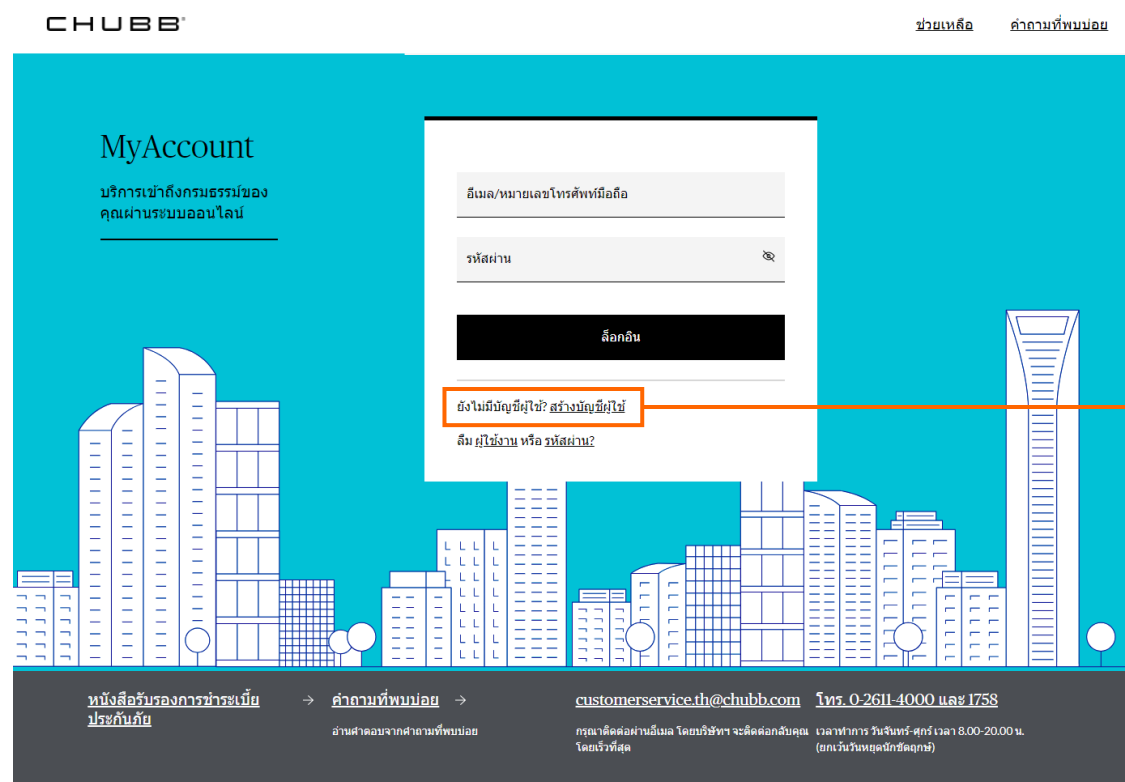 CHUBB
ช่วยเหลือ คำถามที่พบบ่อย
MyAccount
บริการเข้าถึงกรมธรรม์ของ
คุณผ่านระบบออนไลน์
อีเมล/หมายเลขโทรศัพท์มือถือ
รหัสผ่าน
ล็อกอิน
ยังไม่มีบัญชีผู้ใช้? สร้างบัญชีผู้ใช้
ลืม ผู้ใช้งาน หรือ รหัสผ่าน?
หนังสือรับรองการชำระเบี้ย
ประกันภัย
คำถามที่พบบ่อย
อ่านคำตอบจากคำถามที่พบบ่อย
customerservice.th@chubb.com
กรุณาติดต่อผ่านอีเมล โดยบริษัทฯ จะติดต่อกลับคุณ
โดยเร็วที่สุด
โทร. 0-2611-4000 และ 1758
เวลาทำการ วันจันทร์-ศุกร์ เวลา 8.00-20.00 น.
(ยกเว้นวันหยุดนักขัตฤกษ์)